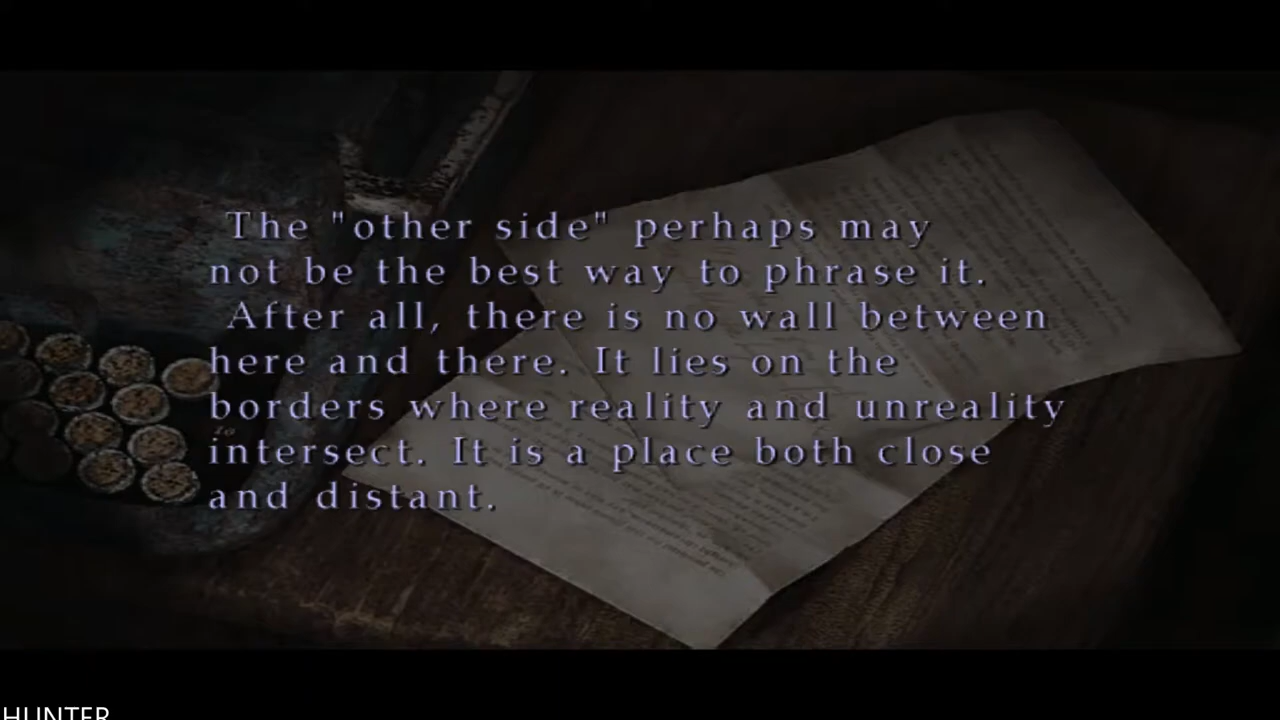 The "other side" perhaps may
not be the best way to phrase it.
After all, there is no wall between
here and there. It lies on the
borders where reality and unreality
intersect. It is a place both close
and distant.
HUNTER